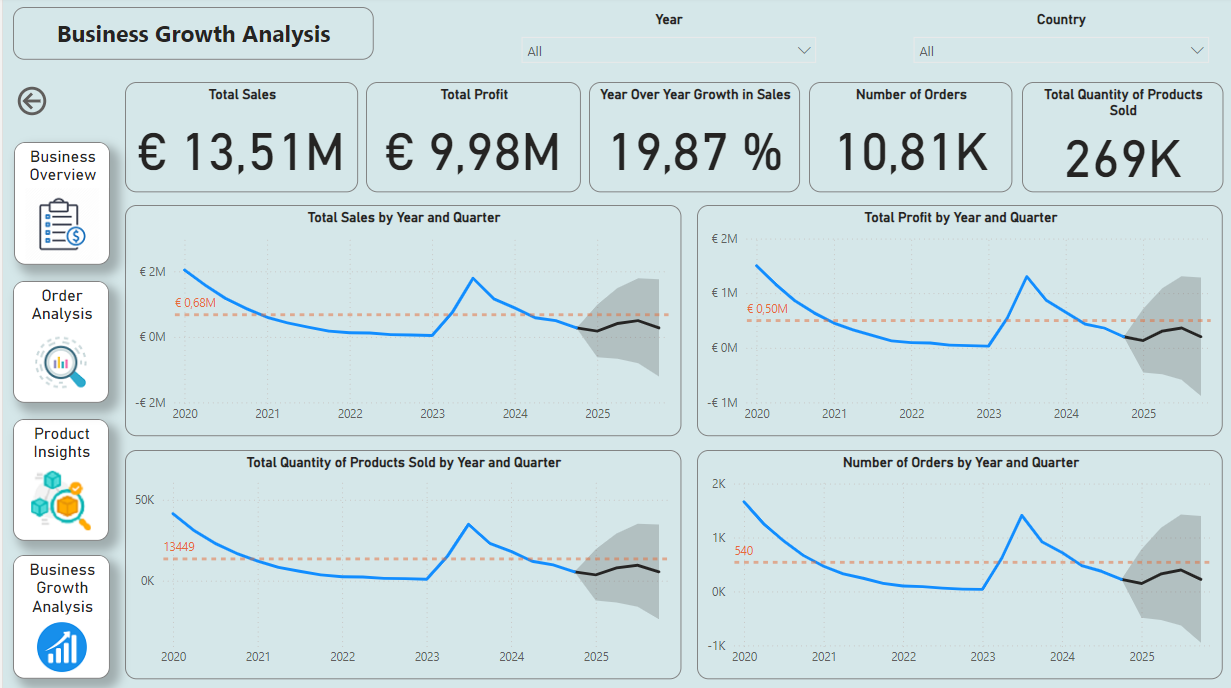 Business Growth Analysis
Year
All
Country
All
Business
Overview
Order
Analysis
Product
Insights
Business
Growth
Analysis
Total Sales
€ 13,51M
Total Profit
€ 9,98M
Year Over Year Growth in Sales
19,87 %
Number of Orders
10,81K
Total Quantity of Products
Sold
269K
Total Sales by Year and Quarter
€ 2M
€ 0,68M
€ 0M
-€ 2M
2020 2021 2022 2023 2024 2025
Total Profit by Year and Quarter
€ 2M
€ 1M
€ 0,50M
€ 0M
-€ 1M
2020 2021 2022 2023 2024 2025
Total Quantity of Products Sold by Year and Quarter
50K
13449
0K
2020 2021 2022 2023 2024 2025
Number of Orders by Year and Quarter
2K
1K
540
0K
-1K
2020 2021 2022 2023 2024 2025